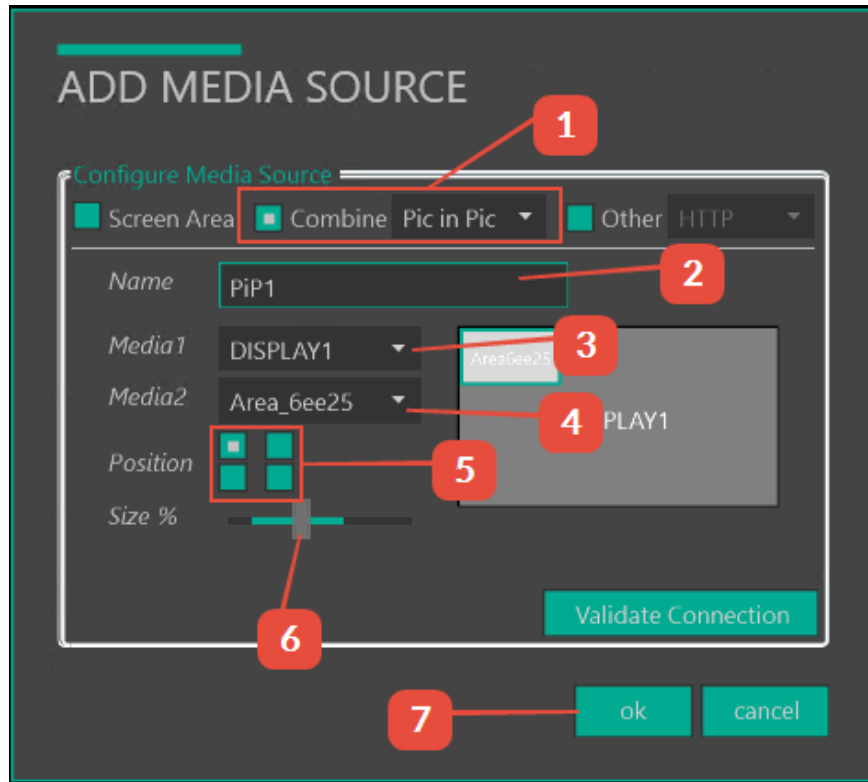 ADD MEDIA SOURCE
1
Configure Media Source
Screen Area Combine Pic in Pic Other HTTP
Name PiP1 2
Media1 DISPLAY1 3 Area6ee25
Media2 Area_6ee25 4 PLAY1
Position 5
Size %
6 Validate Connection
7 ok cancel